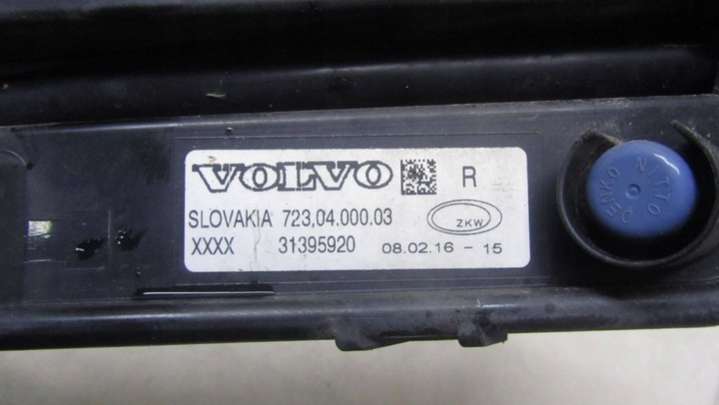 VOLVO R
SLOVAKIA 723,04.000.03 ZKW
XXXX 31395920 08.02.16 - 15
NITTO DENKO